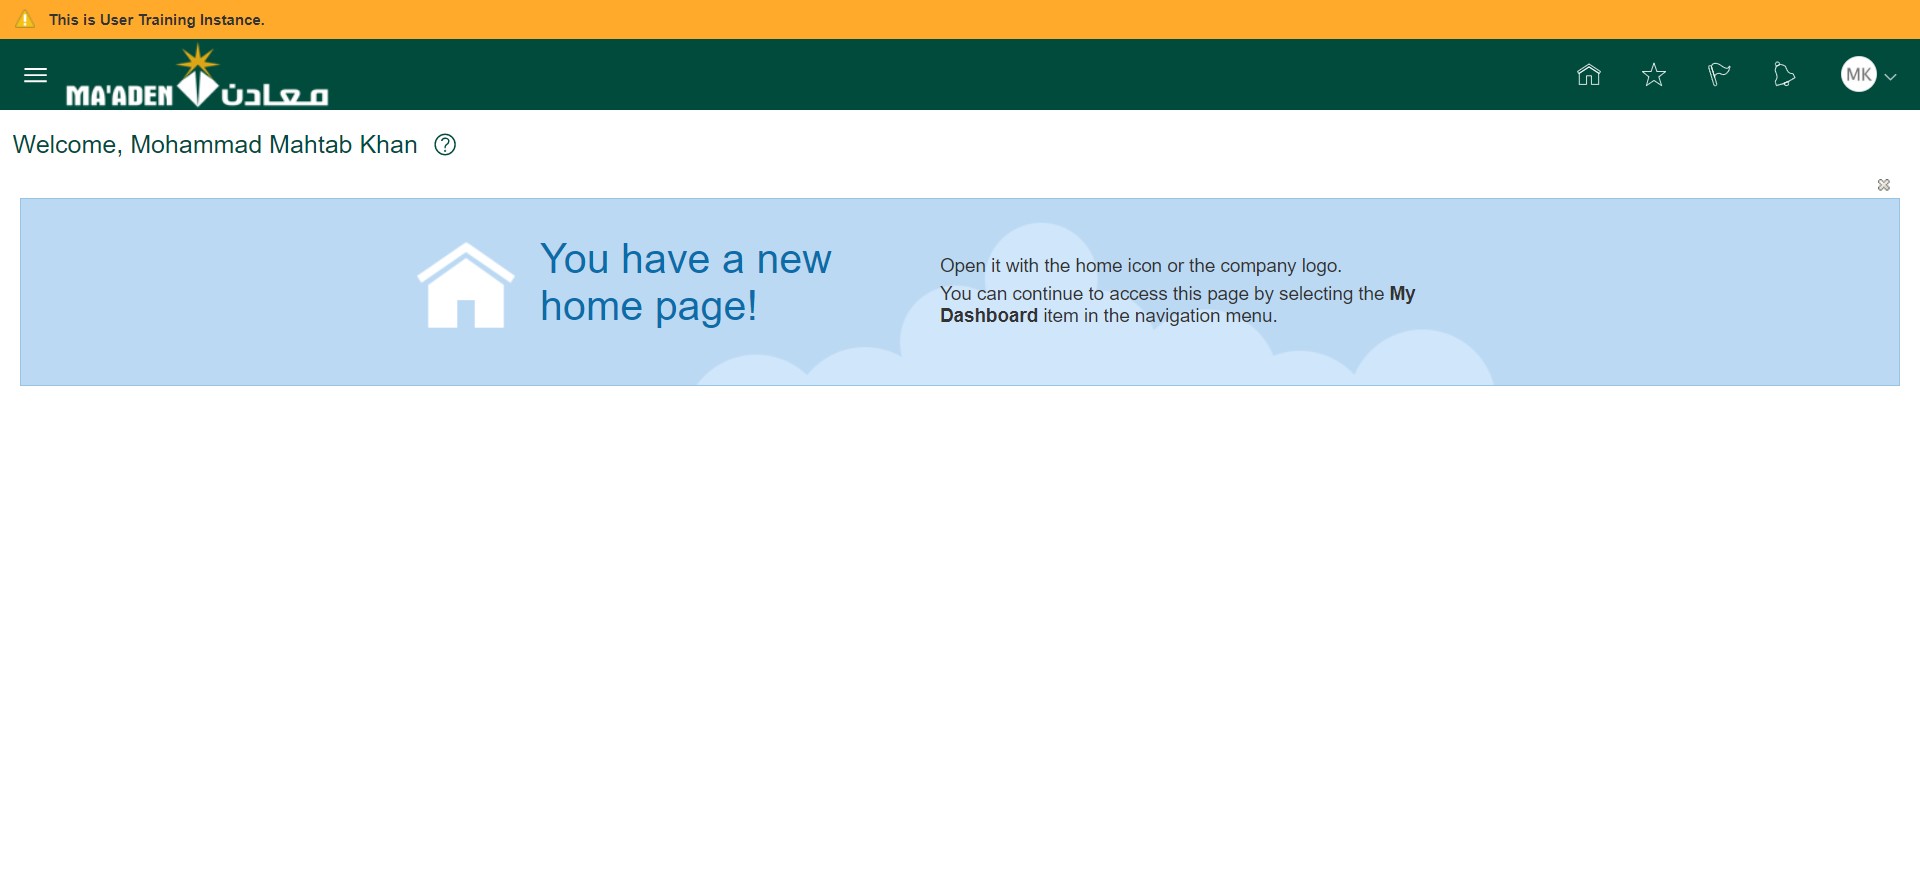 This is User Training Instance.
MA'ADEN معادن
MK
Welcome, Mohammad Mahtab Khan
You have a new
home page!
Open it with the home icon or the company logo.
You can continue to access this page by selecting the My
Dashboard item in the navigation menu.